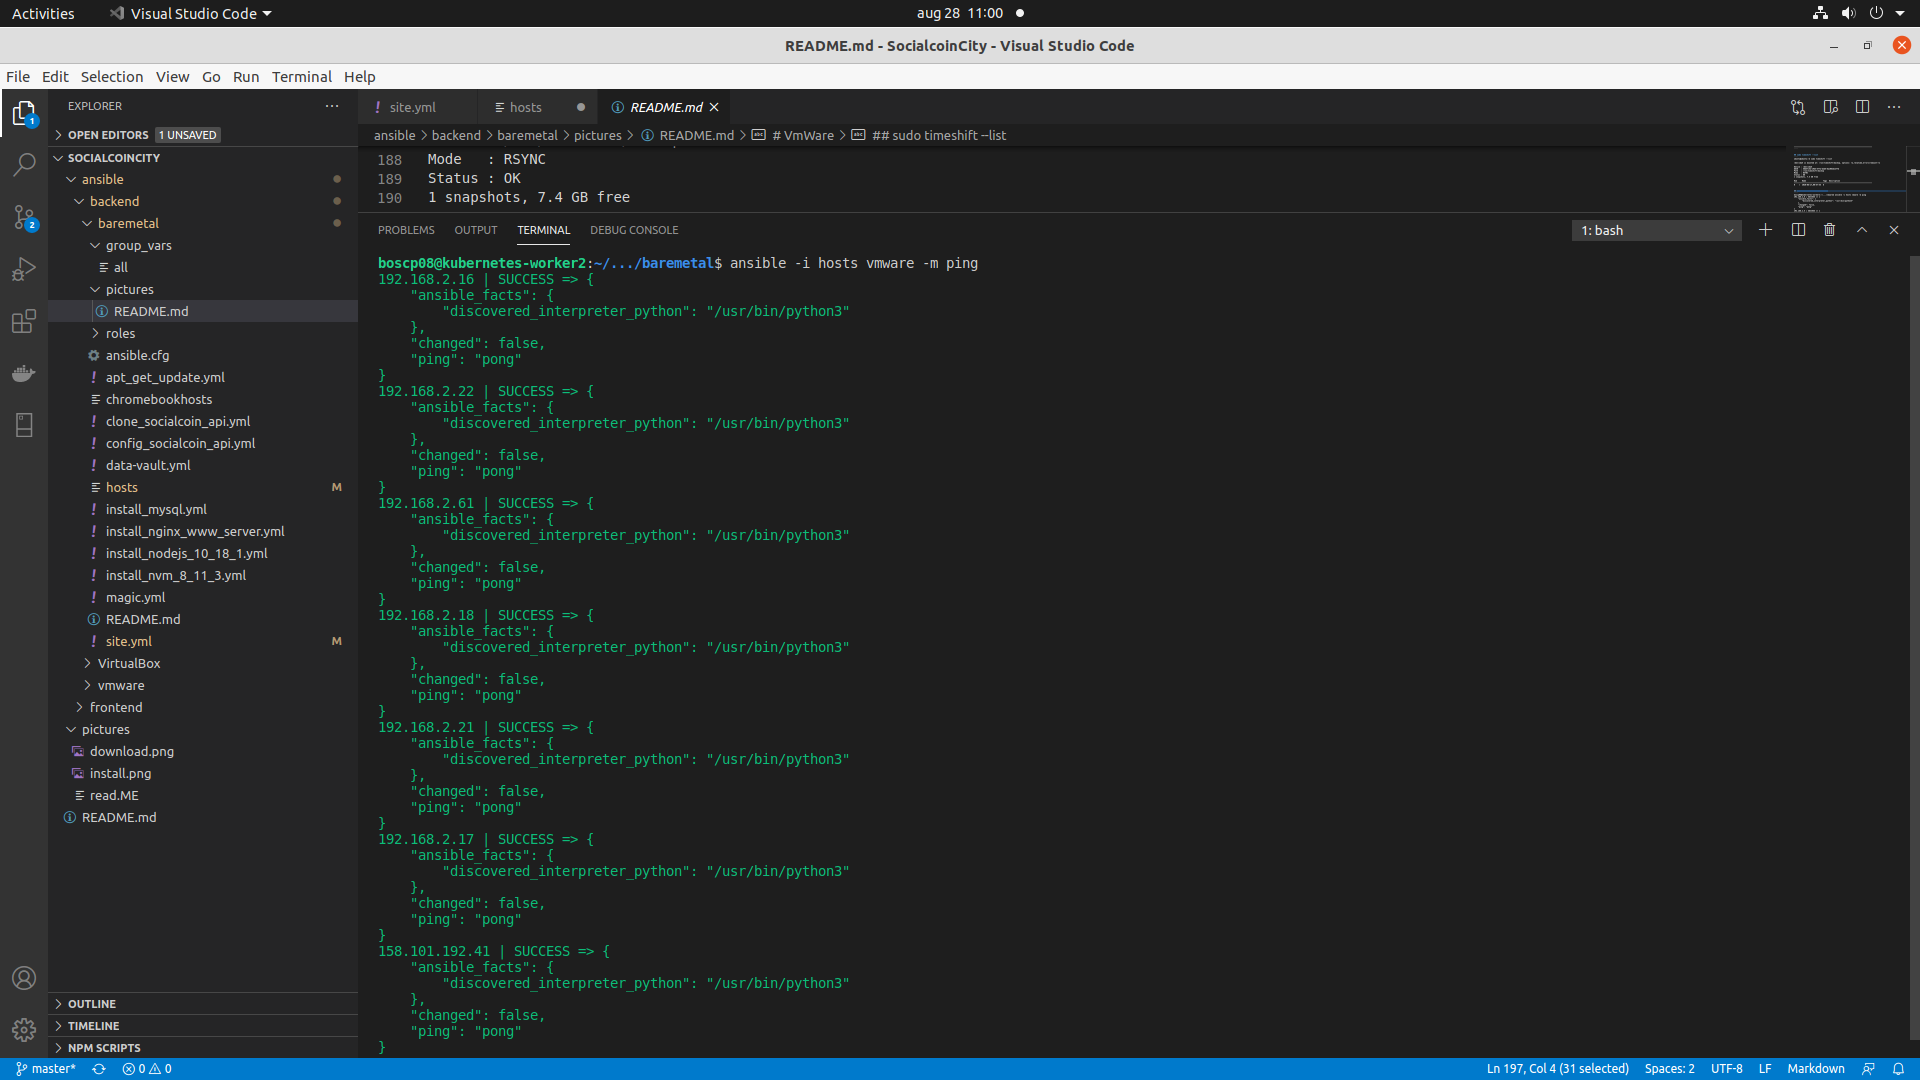 Activities
Visual Studio Code
aug 28 11:00
README.md - SocialcoinCity - Visual Studio Code
File Edit Selection View Go Run Terminal Help
EXPLORER
OPEN EDITORS 1 UNSAVED
SOCIALCOINCITY
ansible
backend
baremetal
group_vars
all
pictures
README.md
roles
ansible.cfg
apt_get_update.yml
chromebookhosts
clone_socialcoin_api.yml
config_socialcoin_api.yml
data-vault.yml
hosts M
install_mysql.yml
install_nginx_www_server.yml
install_nodejs_10_18_1.yml
install_nvm_8_11_3.yml
magic.yml
README.md
site.yml M
VirtualBox
vmware
frontend
pictures
download.png
install.png
read.ME
README.md
OUTLINE
TIMELINE
NPM SCRIPTS
1
2
site.yml hosts README.md
ansible > backend > baremetal > pictures > README.md > # VmWare > ## sudo timeshift --list
188 Mode   : RSYNC
189 Status : OK
190 1 snapshots, 7.4 GB free
PROBLEMS OUTPUT TERMINAL DEBUG CONSOLE 1: bash
boscp08@kubernetes-worker2:~/.../baremetal$ ansible -i hosts vmware -m ping
192.168.2.16 | SUCCESS => {
    "ansible_facts": {
        "discovered_interpreter_python": "/usr/bin/python3"
    },
    "changed": false,
    "ping": "pong"
}
192.168.2.22 | SUCCESS => {
    "ansible_facts": {
        "discovered_interpreter_python": "/usr/bin/python3"
    },
    "changed": false,
    "ping": "pong"
}
192.168.2.61 | SUCCESS => {
    "ansible_facts": {
        "discovered_interpreter_python": "/usr/bin/python3"
    },
    "changed": false,
    "ping": "pong"
}
192.168.2.18 | SUCCESS => {
    "ansible_facts": {
        "discovered_interpreter_python": "/usr/bin/python3"
    },
    "changed": false,
    "ping": "pong"
}
192.168.2.21 | SUCCESS => {
    "ansible_facts": {
        "discovered_interpreter_python": "/usr/bin/python3"
    },
    "changed": false,
    "ping": "pong"
}
192.168.2.17 | SUCCESS => {
    "ansible_facts": {
        "discovered_interpreter_python": "/usr/bin/python3"
    },
    "changed": false,
    "ping": "pong"
}
158.101.192.41 | SUCCESS => {
    "ansible_facts": {
        "discovered_interpreter_python": "/usr/bin/python3"
    },
    "changed": false,
    "ping": "pong"
}
master* 0 0 Ln 197, Col 4 (31 selected) Spaces: 2 UTF-8 LF Markdown